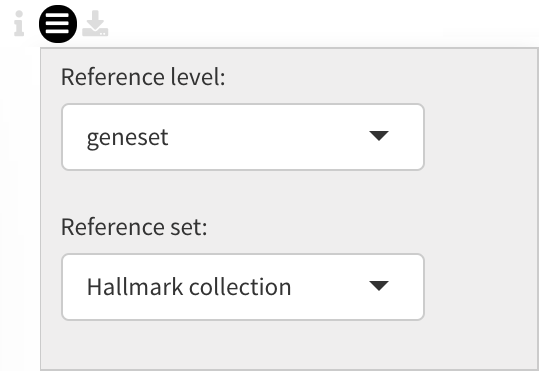 Reference level:
geneset
Reference set:
Hallmark collection